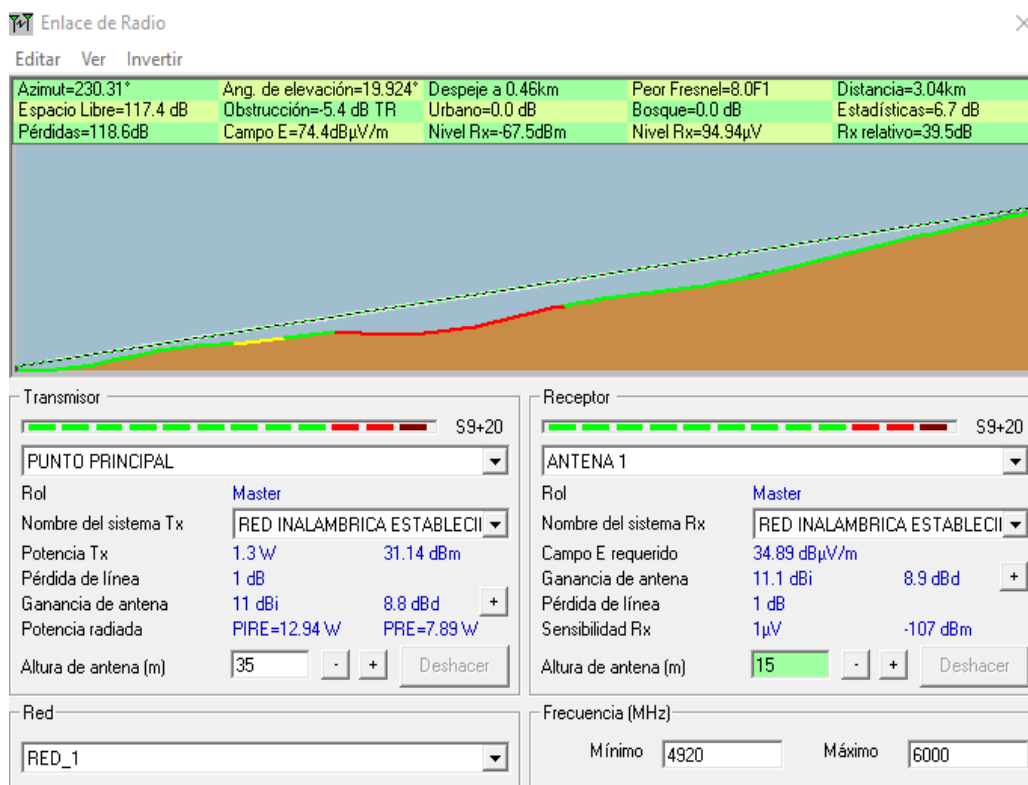 Enlace de Radio
Editar Ver Invertir
Azimut=230.31° Ang. de elevación=19.924° Despeje a 0.46km Peor Fresnel=8.0F1 Distancia=3.04km
Espacio Libre=117.4 dB Obstrucción=-5.4 dB TR Urbano=0.0 dB Bosque=0.0 dB Estadísticas=6.7 dB
Pérdidas=118.6dB Campo E=74.4dBµV/m Nivel Rx=-67.5dBm Nivel Rx=94.94µV Rx relativo=39.5dB
Transmisor
S9+20
PUNTO PRINCIPAL
Rol Master
Nombre del sistema Tx RED INALAMBRICA ESTABLECII
Potencia Tx 1.3 W 31.14 dBm
Pérdida de línea 1 dB
Ganancia de antena 11 dBi 8.8 dBd +
Potencia radiada PIRE=12.94 W PRE=7.89 W
Altura de antena (m) 35 - + Deshacer
Receptor
S9+20
ANTENA 1
Rol Master
Nombre del sistema Rx RED INALAMBRICA ESTABLECII
Campo E requerido 34.89 dBµV/m
Ganancia de antena 11.1 dBi 8.9 dBd +
Pérdida de línea 1 dB
Sensibilidad Rx 1µV -107 dBm
Altura de antena (m) 15 - + Deshacer
Red
RED_1
Frecuencia (MHz)
Mínimo 4920 Máximo 6000